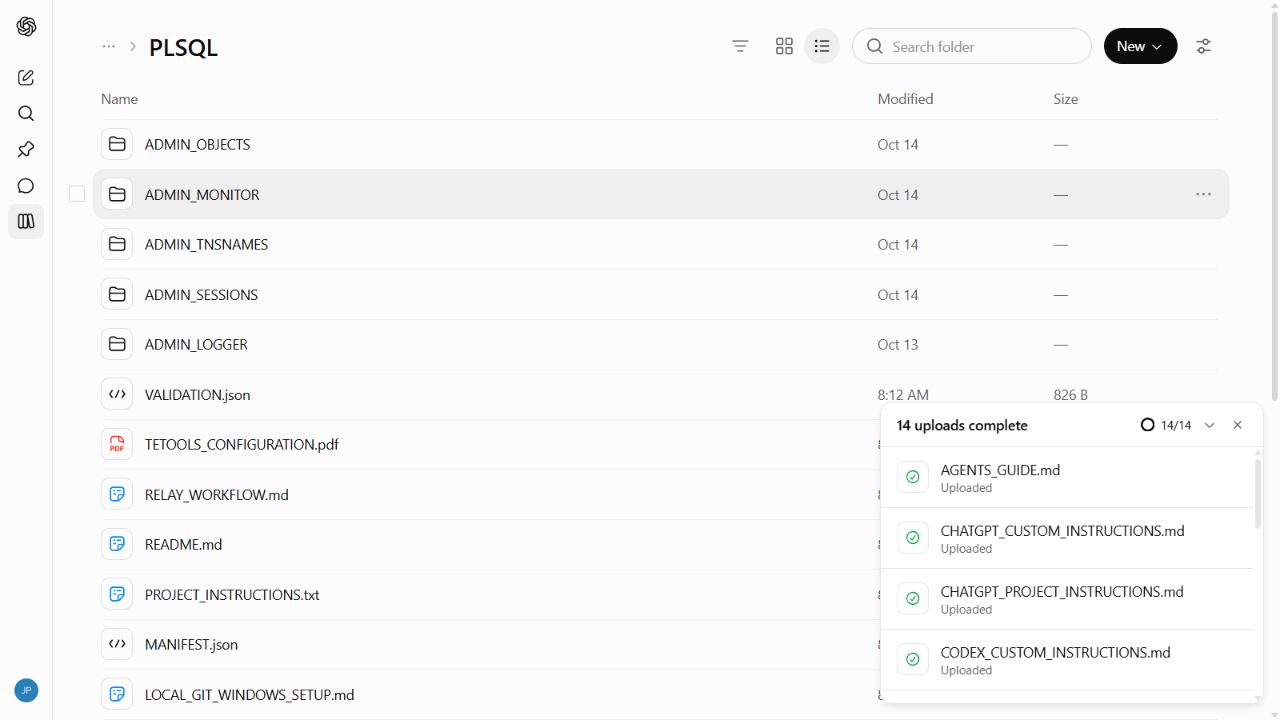 ··· > PLSQL
Search folder
New
Name Modified Size
ADMIN_OBJECTS Oct 14 —
ADMIN_MONITOR Oct 14 — ···
ADMIN_TNSNAMES Oct 14 —
ADMIN_SESSIONS Oct 14 —
ADMIN_LOGGER Oct 13 —
VALIDATION.json 8:12 AM 826 B
PDF TETOOLS_CONFIGURATION.pdf
RELAY_WORKFLOW.md
README.md
PROJECT_INSTRUCTIONS.txt
MANIFEST.json
LOCAL_GIT_WINDOWS_SETUP.md
14 uploads complete 14/14
AGENTS_GUIDE.md
Uploaded
CHATGPT_CUSTOM_INSTRUCTIONS.md
Uploaded
CHATGPT_PROJECT_INSTRUCTIONS.md
Uploaded
CODEX_CUSTOM_INSTRUCTIONS.md
Uploaded
JP